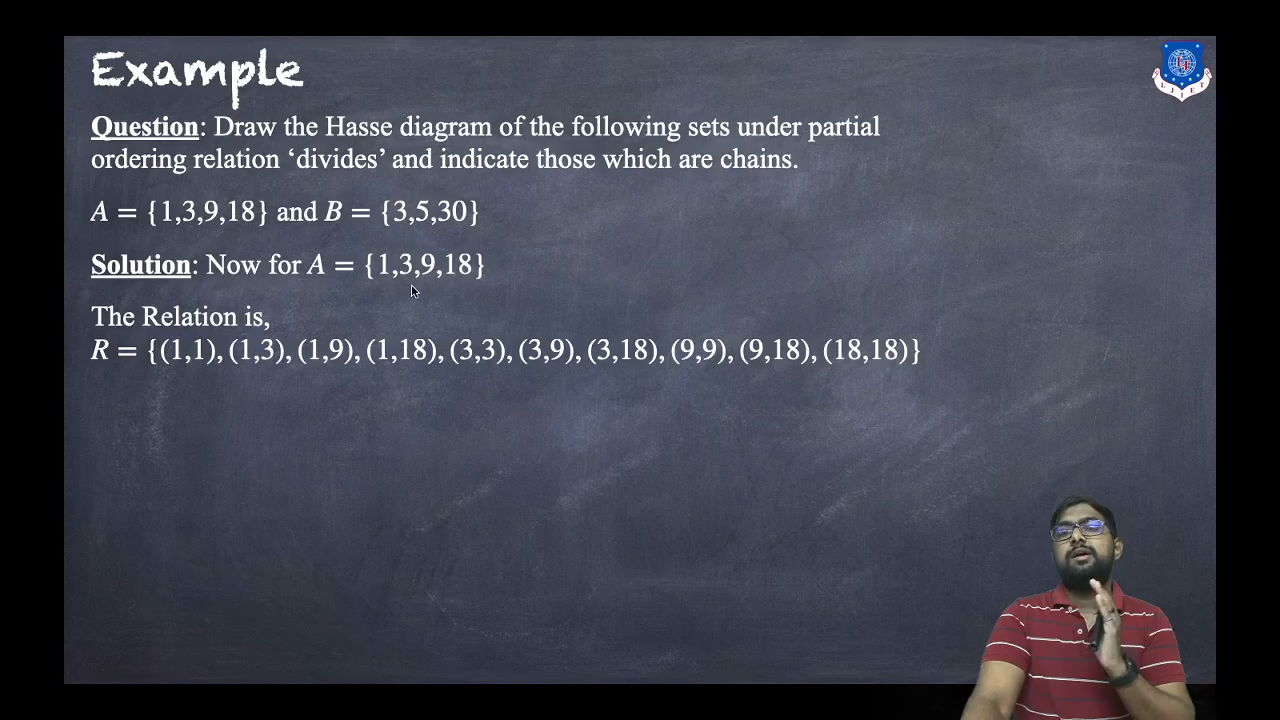 Example
Question: Draw the Hasse diagram of the following sets under partial
ordering relation ‘divides’ and indicate those which are chains.
A = {1,3,9,18} and B = {3,5,30}
Solution: Now for A = {1,3,9,18}
The Relation is,
R = {(1,1), (1,3), (1,9), (1,18), (3,3), (3,9), (3,18), (9,9), (9,18), (18,18)}